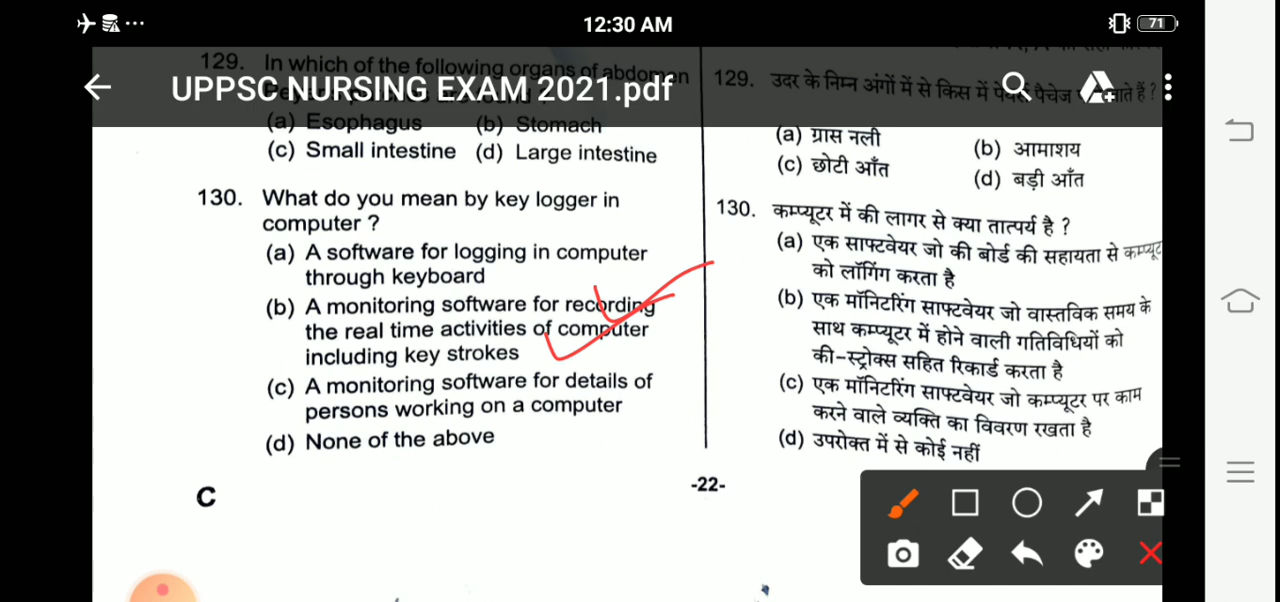 12:30 AM
71
UPPSC NURSING EXAM 2021.pdf
129. In which of the following organs of abdomen
(a) Esophagus (b) Stomach
(c) Small intestine (d) Large intestine
130. What do you mean by key logger in
computer ?
(a) A software for logging in computer
through keyboard
(b) A monitoring software for recording
the real time activities of computer
including key strokes
(c) A monitoring software for details of
persons working on a computer
(d) None of the above
C
129. उदर के निम्न अंगों में से किस में पेयर्स पैचेज
(a) ग्रास नली (b) आमाशय
(c) छोटी आँत (d) बड़ी आँत
130. कम्प्यूटर में की लागर से क्या तात्पर्य है ?
(a) एक साफ्टवेयर जो की बोर्ड की सहायता से
को लॉगिंग करता है
(b) एक मॉनिटरिंग साफ्टवेयर जो वास्तविक समय के
साथ कम्प्यूटर में होने वाली गतिविधियों को
की-स्ट्रोक्स सहित रिकार्ड करता है
(c) एक मॉनिटरिंग साफ्टवेयर जो कम्प्यूटर पर काम
करने वाले व्यक्ति का विवरण रखता है
(d) उपरोक्त में से कोई नहीं
-22-